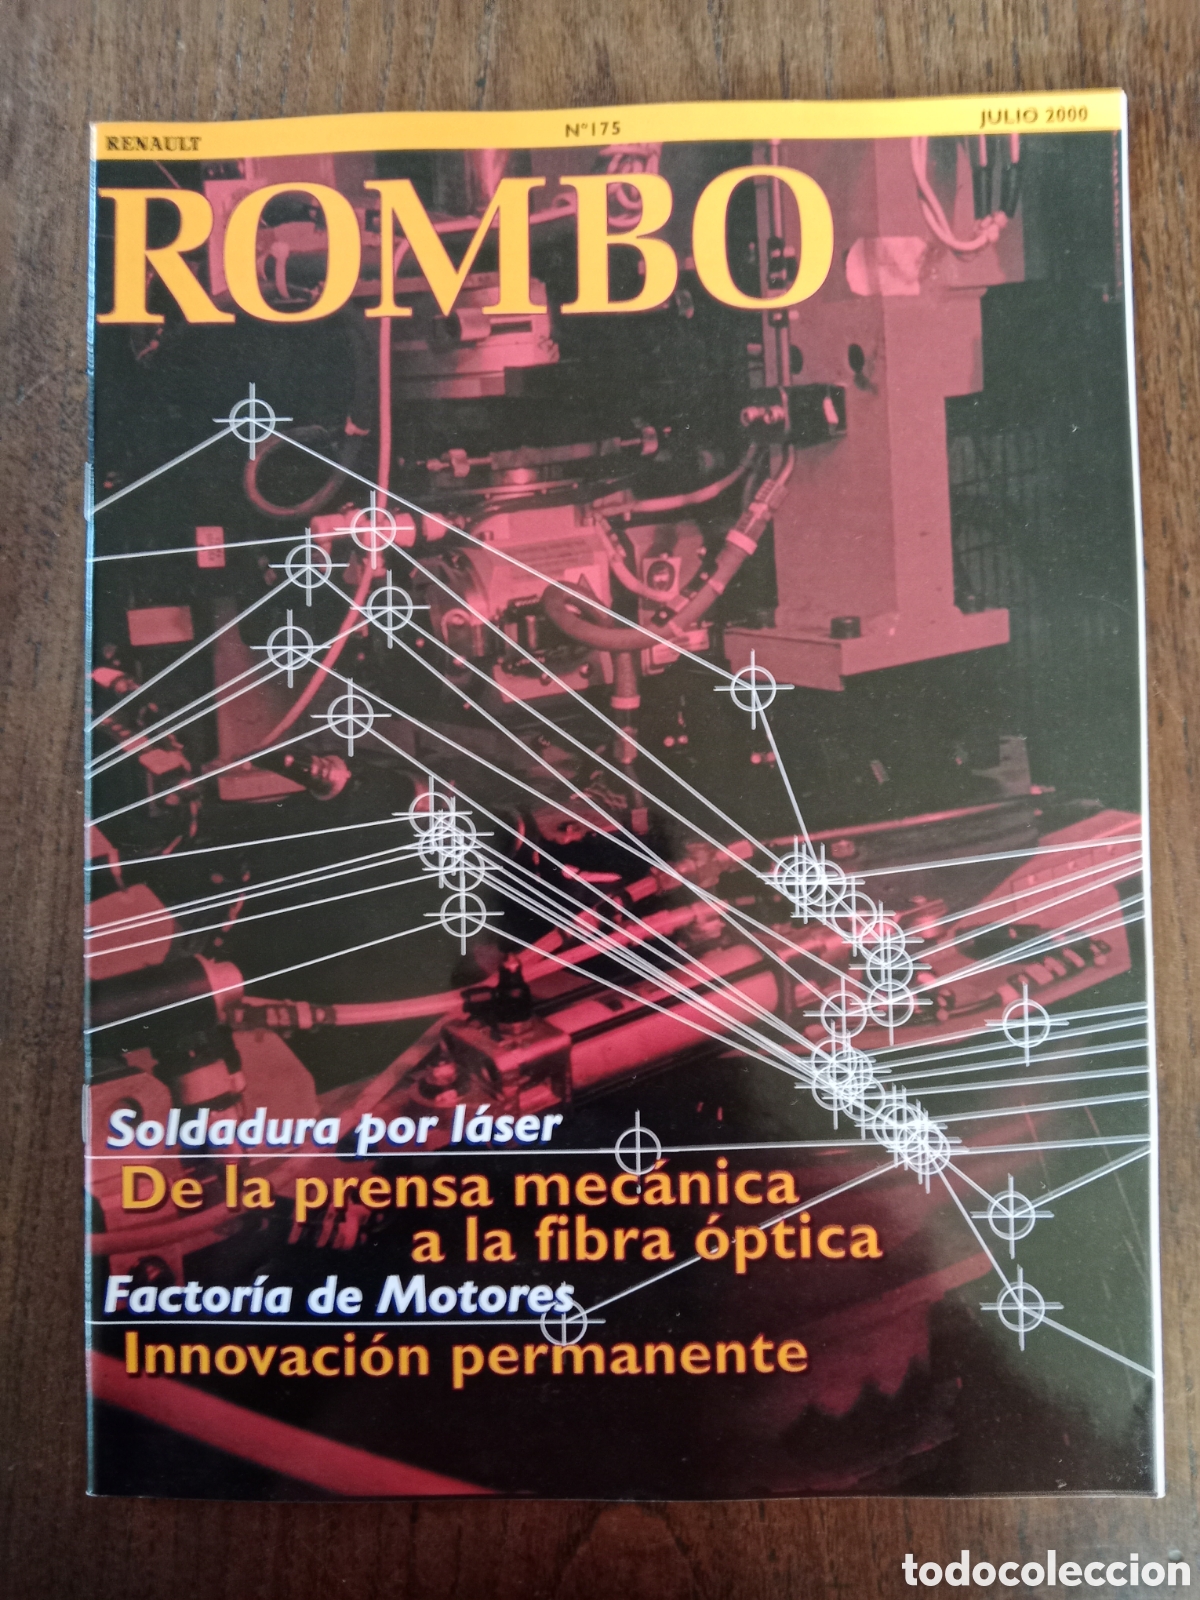 RENAULT
Nº175
JULIO 2000
ROMBO
Soldadura por láser
De la prensa mecánica
a la fibra óptica
Factoría de Motores
Innovación permanente
todocoleccion